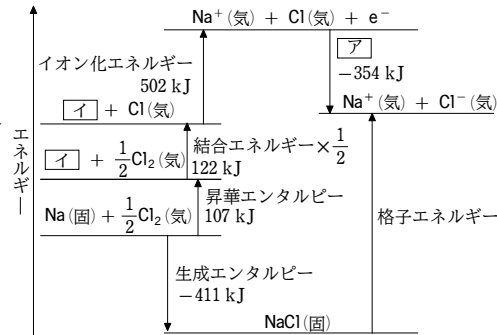 Na⁺(気) + Cl(気) + e⁻
ア
−354 kJ
イオン化エネルギー
502 kJ
イ + Cl(気)
Na⁺(気) + Cl⁻(気)
結合エネルギー×1/2
122 kJ
イ + 1/2Cl₂(気)
昇華エンタルピー
107 kJ
Na(固) + 1/2Cl₂(気)
格子エネルギー
生成エンタルピー
−411 kJ
NaCl(固)
エネルギー